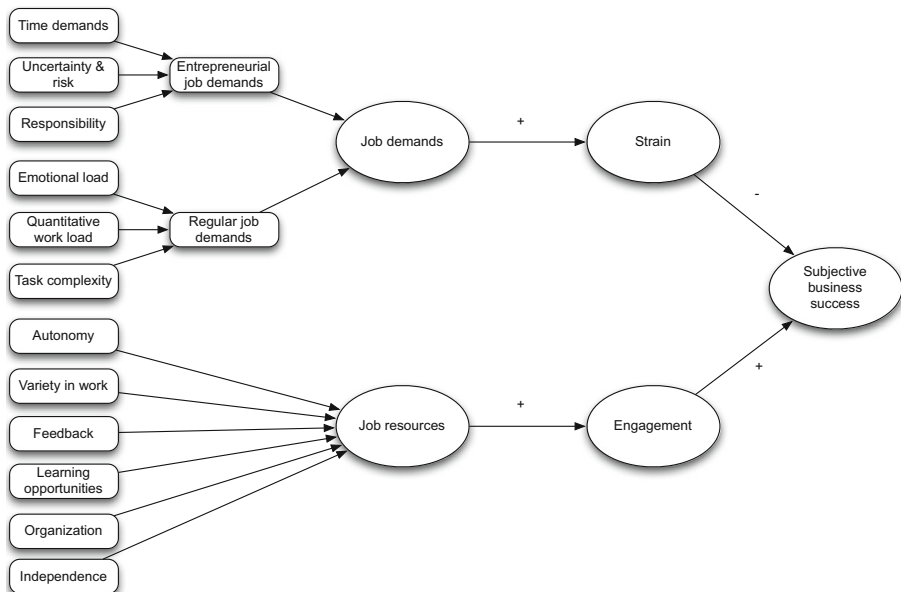 Time demands
Uncertainty &
risk
Responsibility
Entrepreneurial
job demands
Emotional load
Quantitative
work load
Task complexity
Regular job
demands
Job demands
+
Strain
-
Subjective
business
success
Autonomy
Variety in work
Feedback
Learning
opportunities
Organization
Independence
Job resources
+
Engagement
+